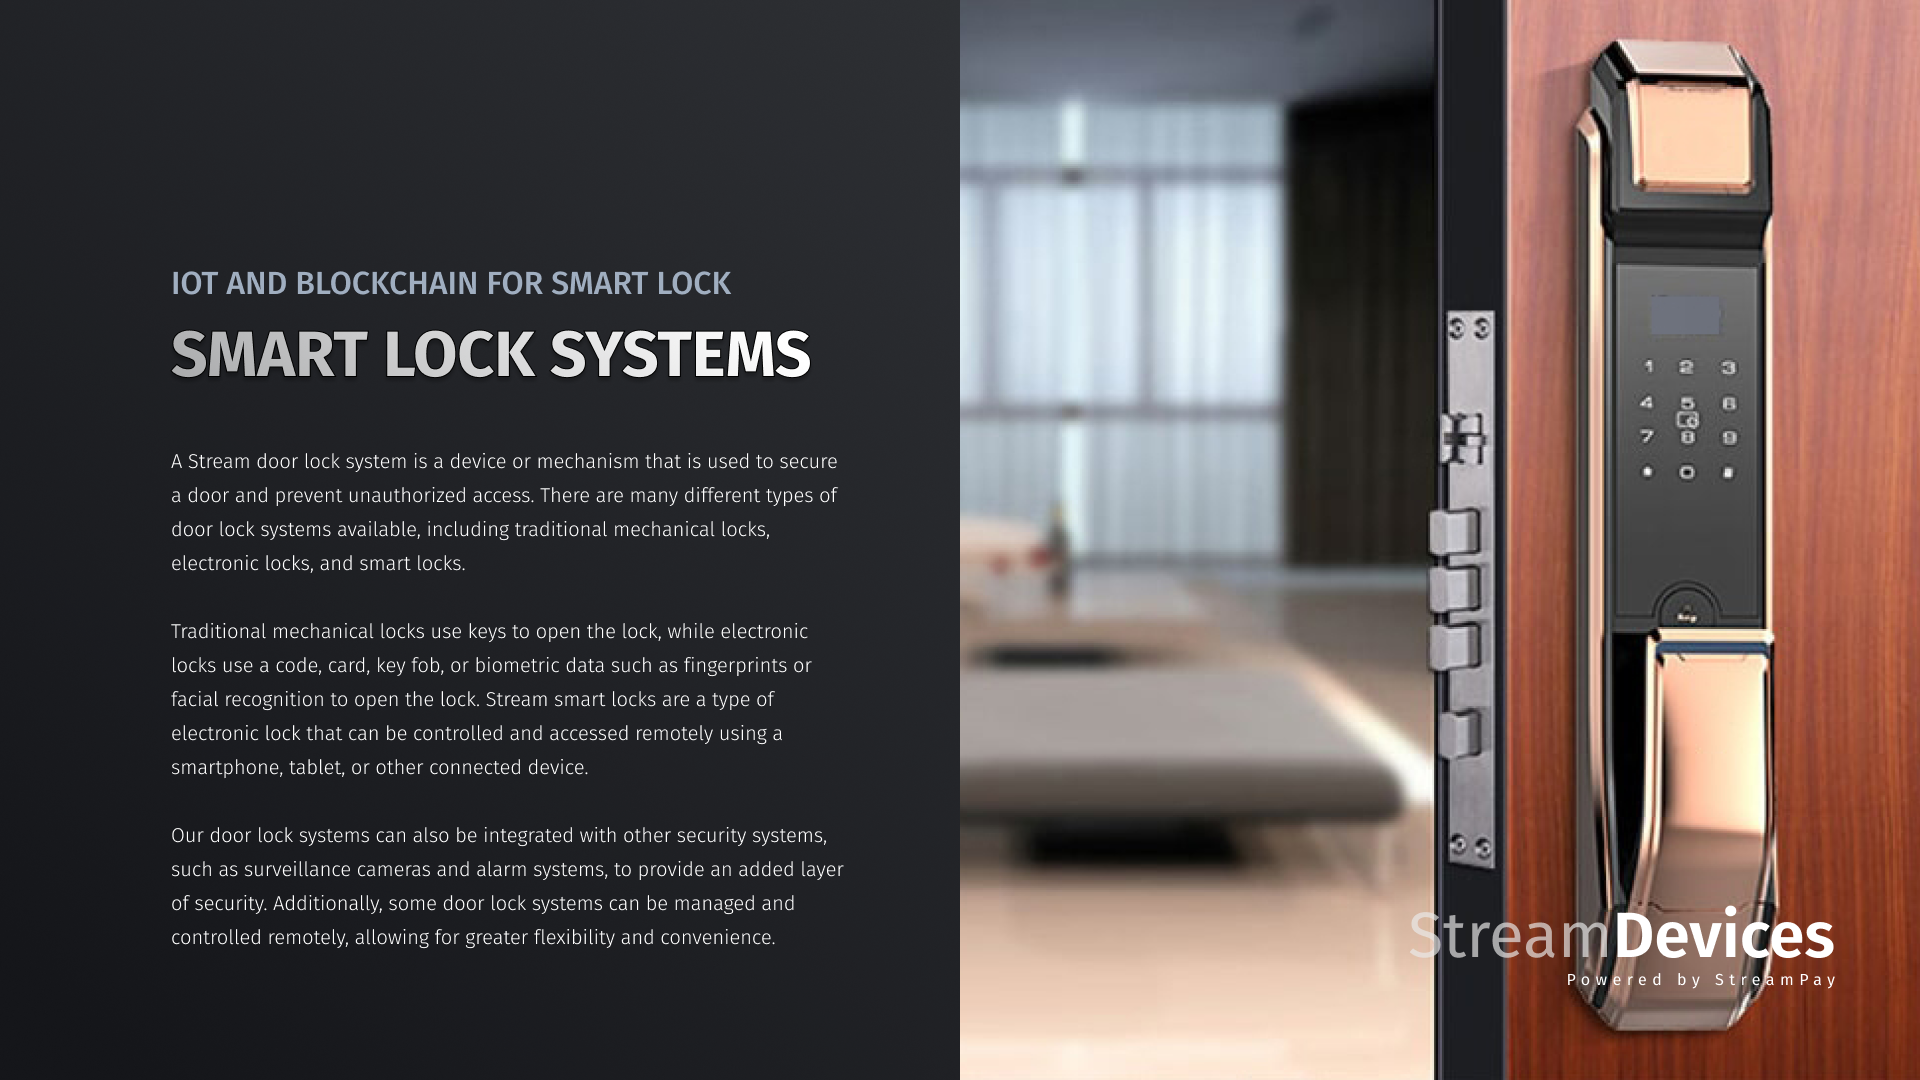 IOT AND BLOCKCHAIN FOR SMART LOCK
SMART LOCK SYSTEMS
A Stream door lock system is a device or mechanism that is used to secure
a door and prevent unauthorized access. There are many different types of
door lock systems available, including traditional mechanical locks,
electronic locks, and smart locks.
Traditional mechanical locks use keys to open the lock, while electronic
locks use a code, card, key fob, or biometric data such as fingerprints or
facial recognition to open the lock. Stream smart locks are a type of
electronic lock that can be controlled and accessed remotely using a
smartphone, tablet, or other connected device.
Our door lock systems can also be integrated with other security systems,
such as surveillance cameras and alarm systems, to provide an added layer
of security. Additionally, some door lock systems can be managed and
controlled remotely, allowing for greater flexibility and convenience.
1 2 3
4 5 6
7 8 9
* 0 #
StreamDevices
Powered by StreamPay